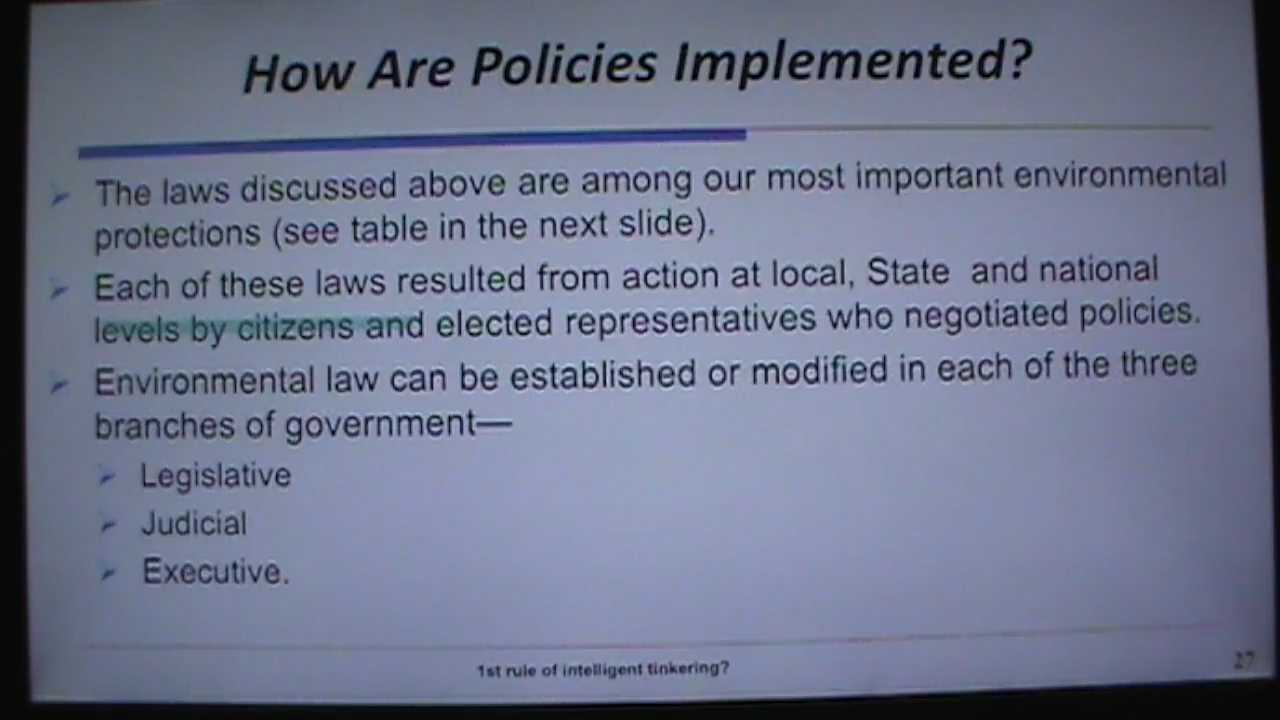 How Are Policies Implemented?
The laws discussed above are among our most important environmental
protections (see table in the next slide).
Each of these laws resulted from action at local, State  and national
levels by citizens and elected representatives who negotiated policies.
Environmental law can be established or modified in each of the three
branches of government—
Legislative
Judicial
Executive.
1st rule of intelligent tinkering?
27